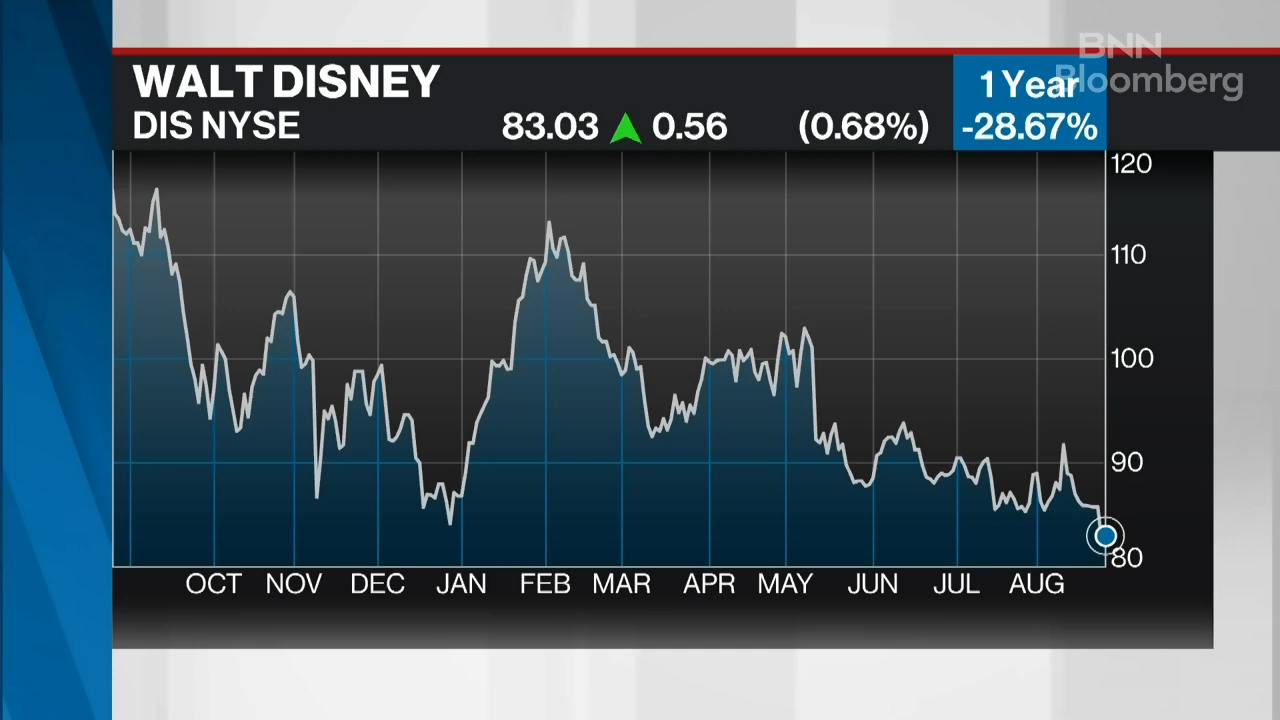 BNN
Bloomberg
WALT DISNEY
DIS NYSE
83.03 ▲ 0.56 (0.68%)
1 Year
-28.67%
120
110
100
90
80
OCT NOV DEC JAN FEB MAR APR MAY JUN JUL AUG